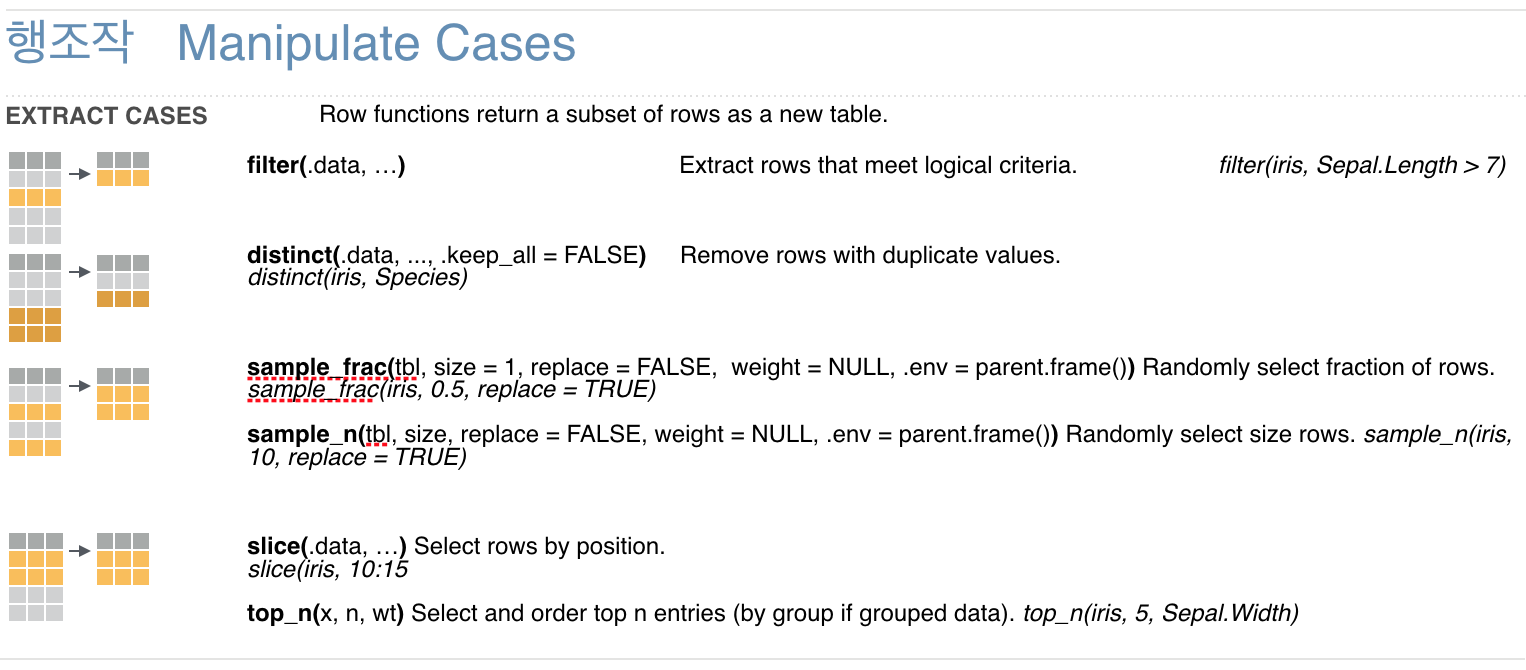 행조작 Manipulate Cases
EXTRACT CASES Row functions return a subset of rows as a new table.
filter(.data, …) Extract rows that meet logical criteria. filter(iris, Sepal.Length > 7)
distinct(.data, ..., .keep_all = FALSE) Remove rows with duplicate values.
distinct(iris, Species)
sample_frac(tbl, size = 1, replace = FALSE, weight = NULL, .env = parent.frame()) Randomly select fraction of rows.
sample_frac(iris, 0.5, replace = TRUE)
sample_n(tbl, size, replace = FALSE, weight = NULL, .env = parent.frame()) Randomly select size rows. sample_n(iris,
10, replace = TRUE)
slice(.data, …) Select rows by position.
slice(iris, 10:15
top_n(x, n, wt) Select and order top n entries (by group if grouped data). top_n(iris, 5, Sepal.Width)